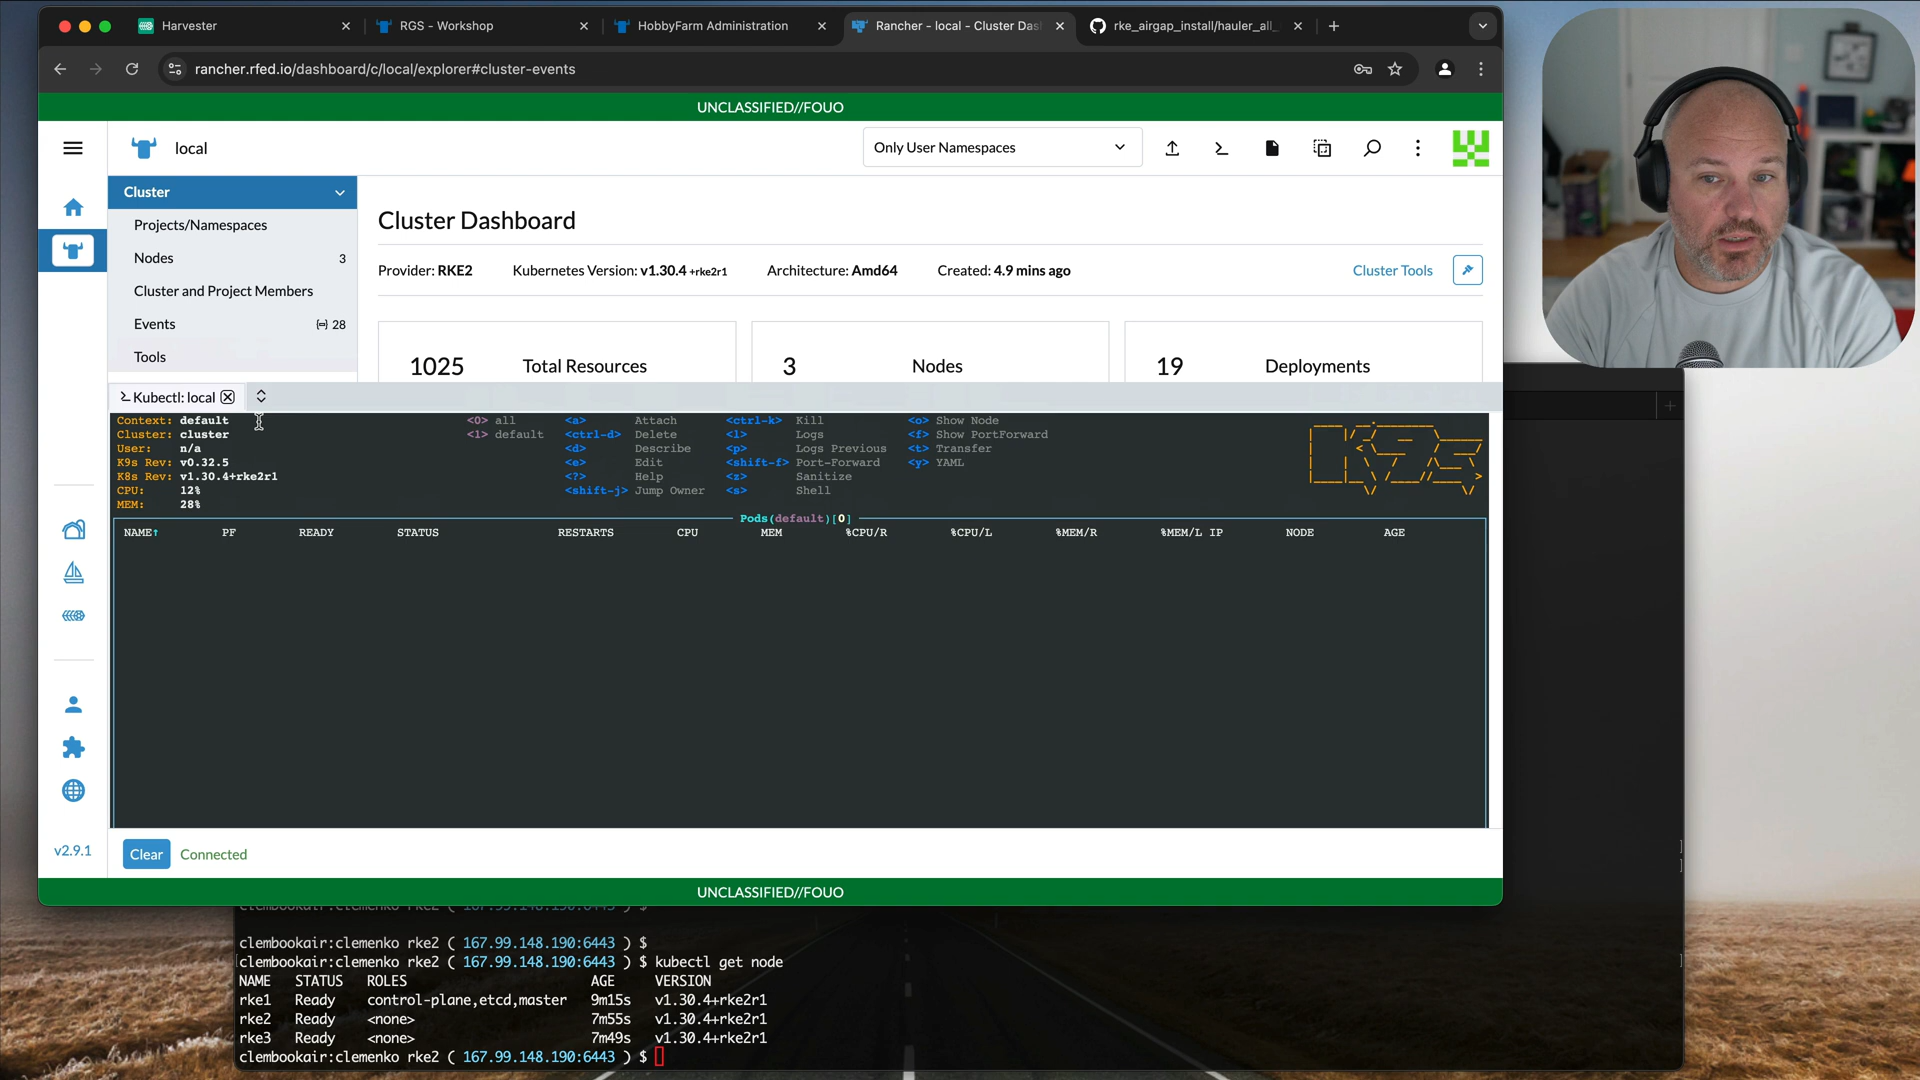 Harvester
RGS - Workshop
HobbyFarm Administration
Rancher - local - Cluster Das
rke_airgap_install/hauler_all_
rancher.rfed.io/dashboard/c/local/explorer#cluster-events
UNCLASSIFIED//FOUO
local
Only User Namespaces
Cluster
Projects/Namespaces
Nodes 3
Cluster and Project Members
Events 28
Tools
Cluster Dashboard
Provider: RKE2 Kubernetes Version: v1.30.4 +rke2r1 Architecture: Amd64 Created: 4.9 mins ago
Cluster Tools
1025 Total Resources
3 Nodes
19 Deployments
Kubectl: local
Context: default <0> all <a> Attach <ctrl-k> Kill <o> Show Node
Cluster: cluster <1> default <ctrl-d> Delete <l> Logs <f> Show PortForward
User: n/a <d> Describe <p> Logs Previous <t> Transfer
K9s Rev: v0.32.5 <e> Edit <shift-f> Port-Forward <y> YAML
K8s Rev: v1.30.4+rke2r1 <?> Help <z> Sanitize
CPU: 12% <shift-j> Jump Owner <s> Shell
MEM: 28%
Pods(default)[0]
NAME↑ PF READY STATUS RESTARTS CPU MEM %CPU/R %CPU/L %MEM/R %MEM/L IP NODE AGE
v2.9.1
Clear Connected
UNCLASSIFIED//FOUO
clembookair:clemenko rke2 ( 167.99.148.190:6443 ) $
clembookair:clemenko rke2 ( 167.99.148.190:6443 ) $
clembookair:clemenko rke2 ( 167.99.148.190:6443 ) $ kubectl get node
NAME STATUS ROLES AGE VERSION
rke1 Ready control-plane,etcd,master 9m15s v1.30.4+rke2r1
rke2 Ready <none> 7m55s v1.30.4+rke2r1
rke3 Ready <none> 7m49s v1.30.4+rke2r1
clembookair:clemenko rke2 ( 167.99.148.190:6443 ) $